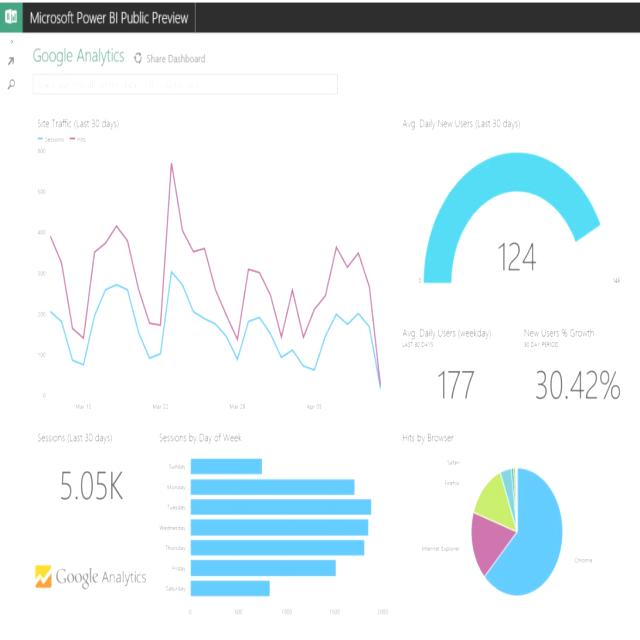 Microsoft Power BI Public Preview
Google Analytics
Share Dashboard
Site Traffic (Last 30 days)
Sessions Hits
600
500
400
300
200
100
0
Mar 15
Mar 22
Mar 29
Apr 05
Avg. Daily New Users (Last 30 days)
124
0
Avg. Daily Users (weekday)
LAST 30 DAYS
177
New Users % Growth
30 DAY PERIOD
30.42%
Sessions (Last 30 days)
5.05K
Google Analytics
Sessions by Day of Week
Sunday
Monday
Tuesday
Wednesday
Thursday
Friday
Saturday
0 500 1000 1500 2000
Hits by Browser
Safari
Firefox
Internet Explorer
Chrome